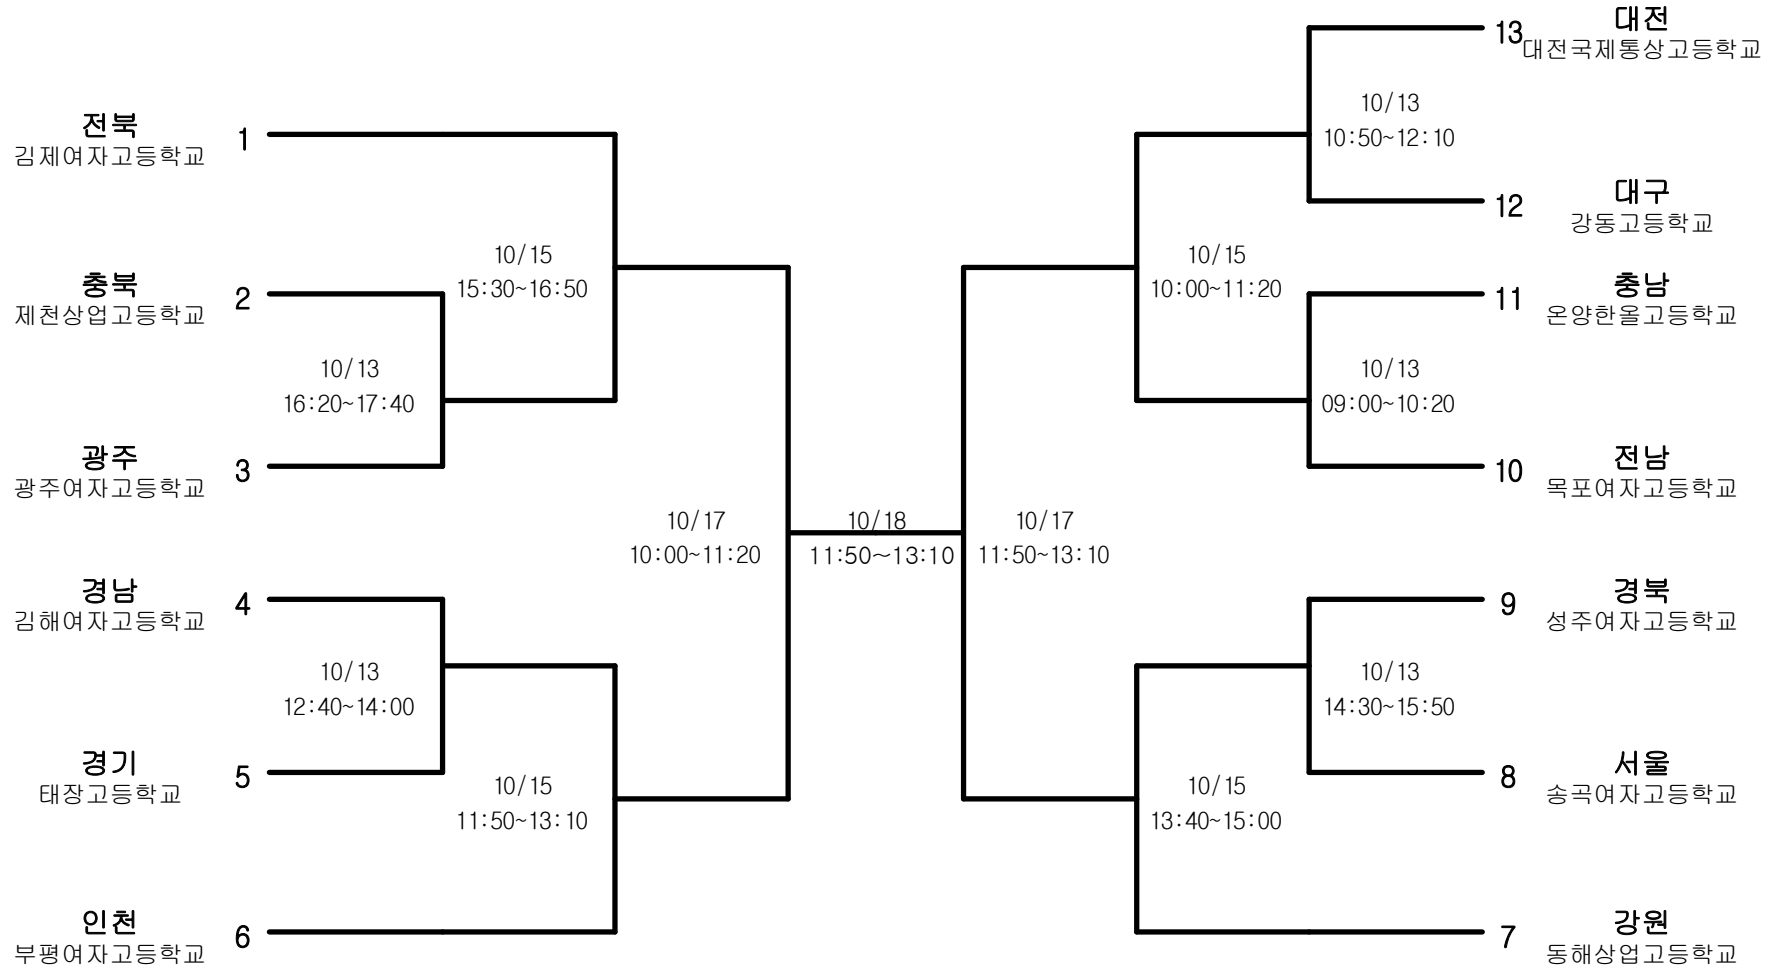 전북
김제여자고등학교
1
충북
제천상업고등학교
2
광주
광주여자고등학교
3
경남
김해여자고등학교
4
경기
태장고등학교
5
인천
부평여자고등학교
6
10/13
16:20~17:40
10/13
12:40~14:00
10/15
15:30~16:50
10/15
11:50~13:10
10/17
10:00~11:20
10/18
11:50~13:10
10/17
11:50~13:10
10/15
10:00~11:20
10/15
13:40~15:00
10/13
10:50~12:10
10/13
09:00~10:20
10/13
14:30~15:50
13
대전
대전국제통상고등학교
12
대구
강동고등학교
11
충남
온양한올고등학교
10
전남
목포여자고등학교
9
경북
성주여자고등학교
8
서울
송곡여자고등학교
7
강원
동해상업고등학교